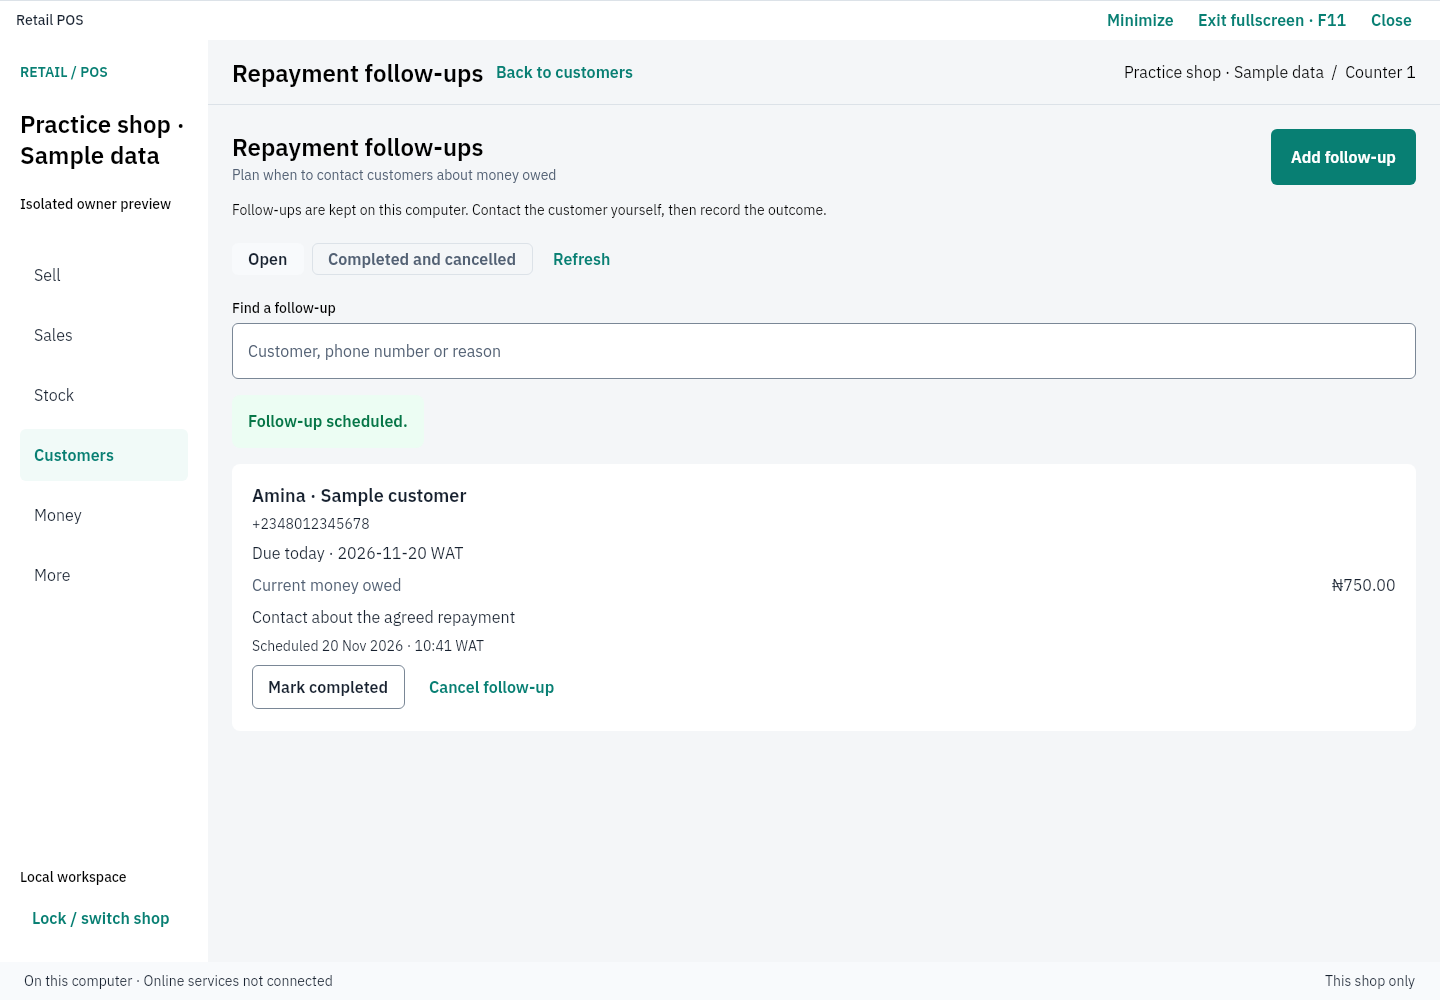 Retail POS
Minimize
Exit fullscreen · F11
Close
RETAIL / POS
Practice shop ·
Sample data
Isolated owner preview
Sell
Sales
Stock
Customers
Money
More
Local workspace
Lock / switch shop
Repayment follow-ups
Back to customers
Practice shop · Sample data / Counter 1
Repayment follow-ups
Plan when to contact customers about money owed
Add follow-up
Follow-ups are kept on this computer. Contact the customer yourself, then record the outcome.
Open
Completed and cancelled
Refresh
Find a follow-up
Customer, phone number or reason
Follow-up scheduled.
Amina · Sample customer
+2348012345678
Due today · 2026-11-20 WAT
Current money owed
₦750.00
Contact about the agreed repayment
Scheduled 20 Nov 2026 · 10:41 WAT
Mark completed
Cancel follow-up
On this computer · Online services not connected
This shop only